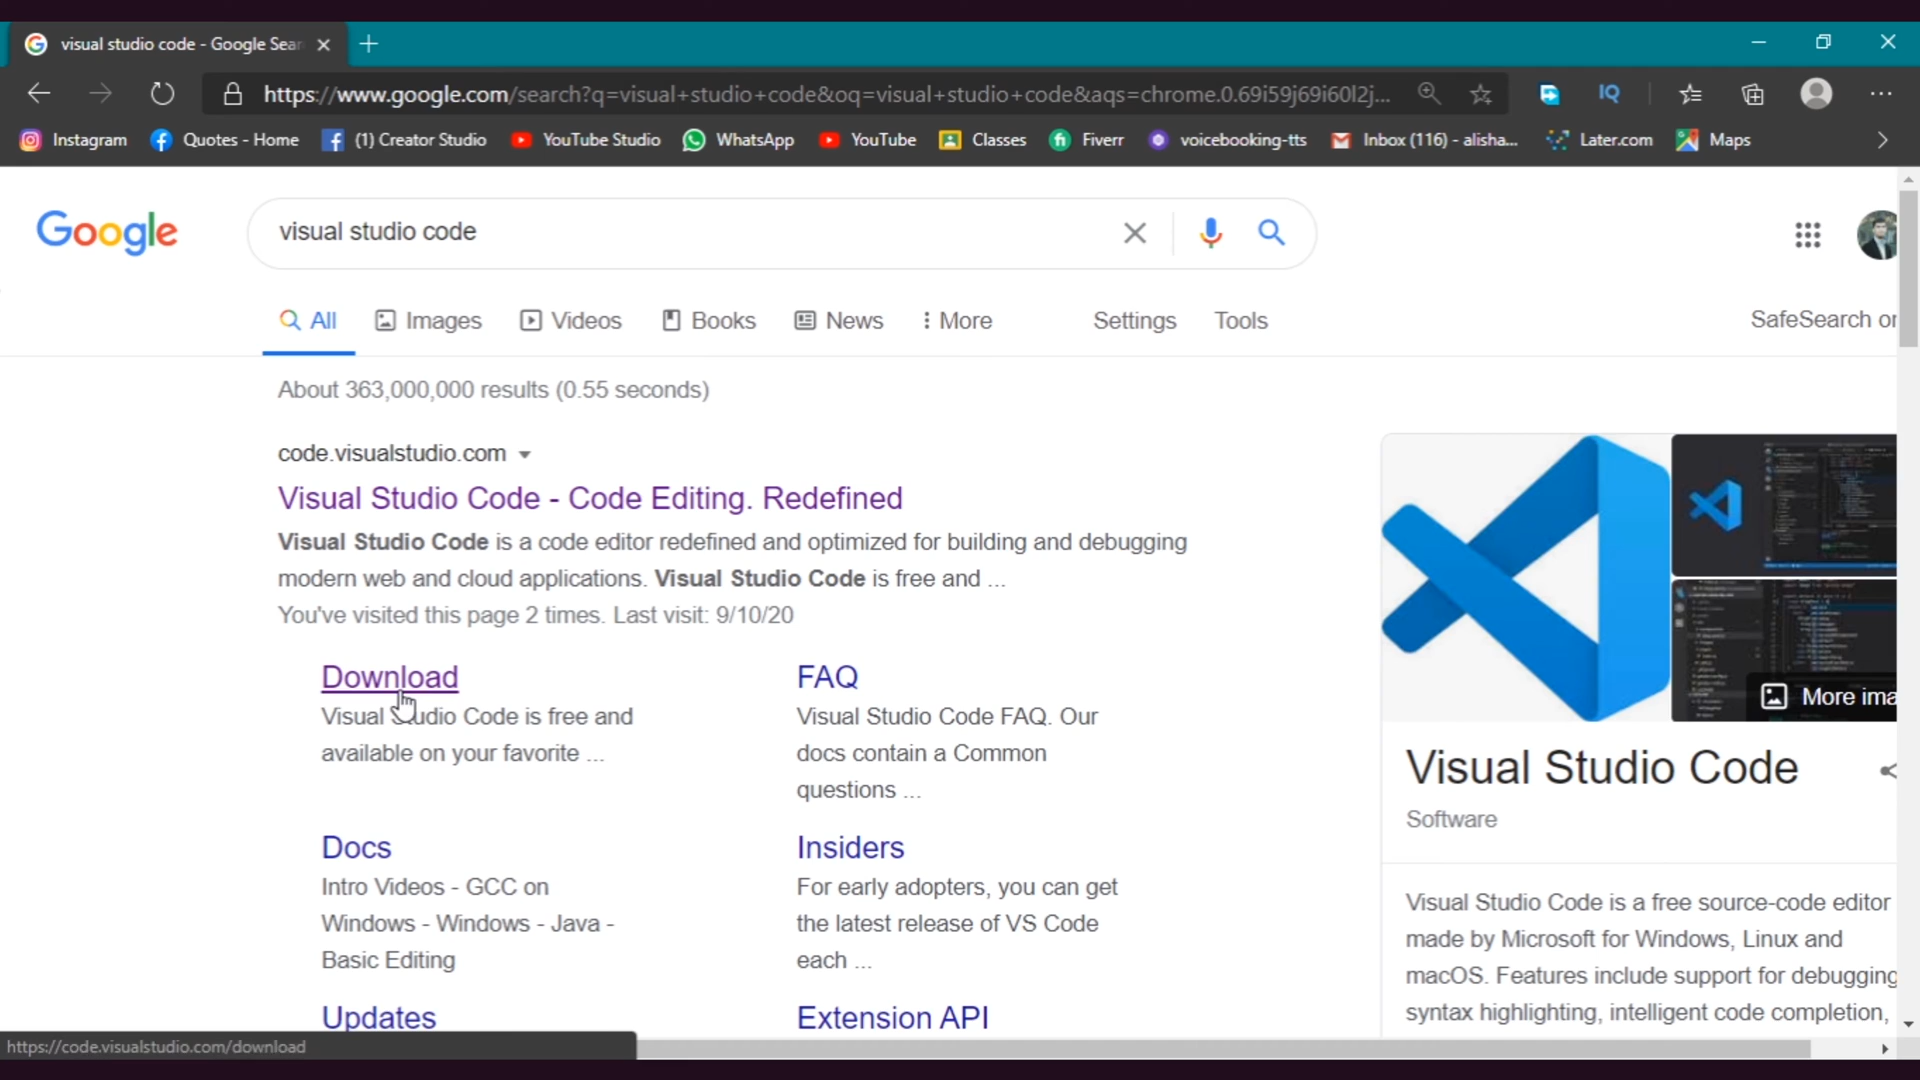 visual studio code - Google Sear
https://www.google.com/search?q=visual+studio+code&oq=visual+studio+code&aqs=chrome.0.69i59j69i60l2j...
IQ
Instagram
Quotes - Home
(1) Creator Studio
YouTube Studio
WhatsApp
YouTube
Classes
Fiverr
voicebooking-tts
Inbox (116) - alisha...
Later.com
Maps
Google
visual studio code
All
Images
Videos
Books
News
More
Settings
Tools
SafeSearch on
About 363,000,000 results (0.55 seconds)
code.visualstudio.com
Visual Studio Code - Code Editing. Redefined
Visual Studio Code is a code editor redefined and optimized for building and debugging
modern web and cloud applications. Visual Studio Code is free and ...
You've visited this page 2 times. Last visit: 9/10/20
Download
Visual Studio Code is free and
available on your favorite ...
FAQ
Visual Studio Code FAQ. Our
docs contain a Common
questions ...
Docs
Intro Videos - GCC on
Windows - Windows - Java -
Basic Editing
Insiders
For early adopters, you can get
the latest release of VS Code
each ...
Updates
Extension API
More ima
Visual Studio Code
Software
Visual Studio Code is a free source-code editor
made by Microsoft for Windows, Linux and
macOS. Features include support for debugging
syntax highlighting, intelligent code completion,
https://code.visualstudio.com/download